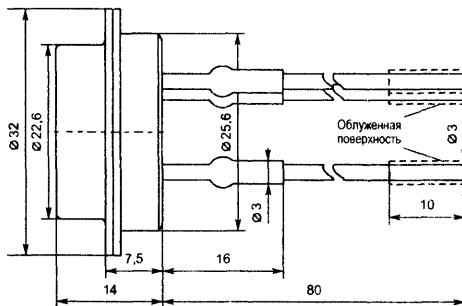 Ø 32
Ø 22,6
Ø 25,6
Облуженная
поверхность
Ø 3
Ø 3
10
7,5
16
14
80